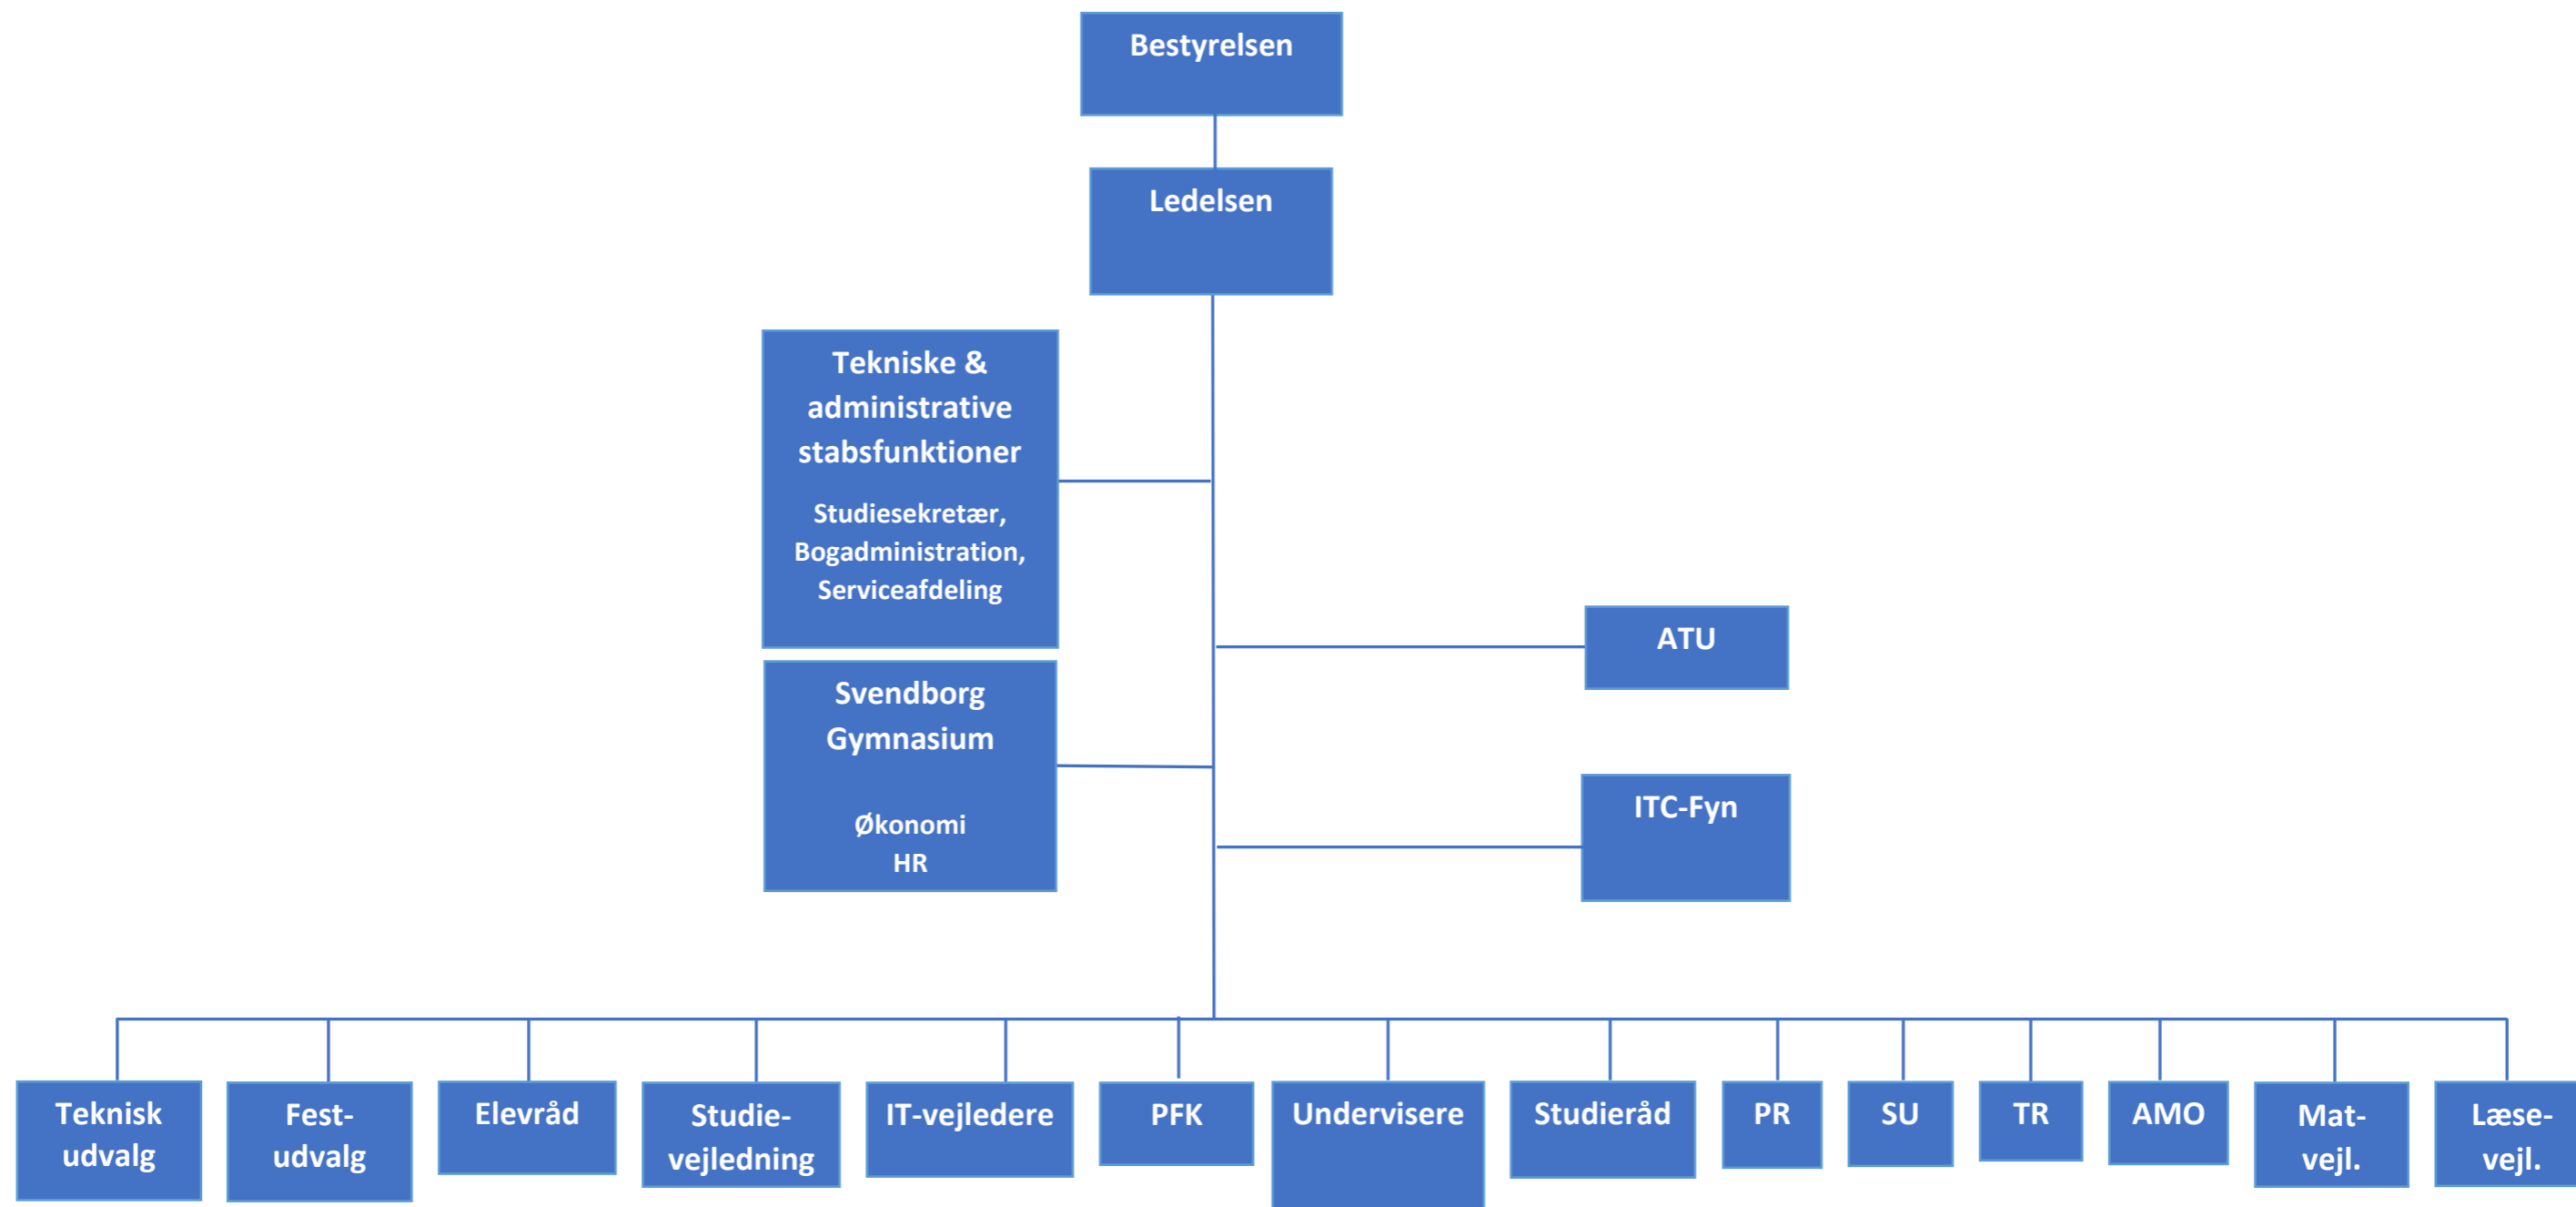 Bestyrelsen
Ledelsen
Tekniske &
administrative
stabsfunktioner
Studiesekretær,
Bogadministration,
Serviceafdeling
ATU
Svendborg
Gymnasium
Økonomi
HR
ITC-Fyn
Teknisk
udvalg
Fest-
udvalg
Elevråd
Studie-
vejledning
IT-vejledere
PFK
Undervisere
Studieråd
PR
SU
TR
AMO
Mat-
vejl.
Læse-
vejl.